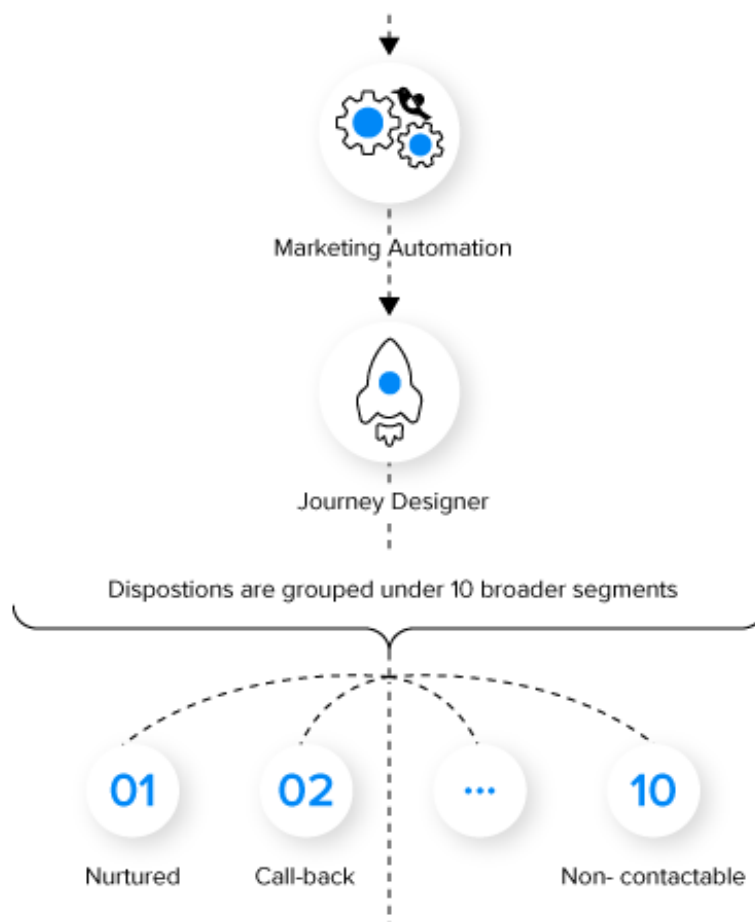 Marketing Automation
Journey Designer
Dispostions are grouped under 10 broader segments
01
02
...
10
Nurtured
Call-back
Non- contactable